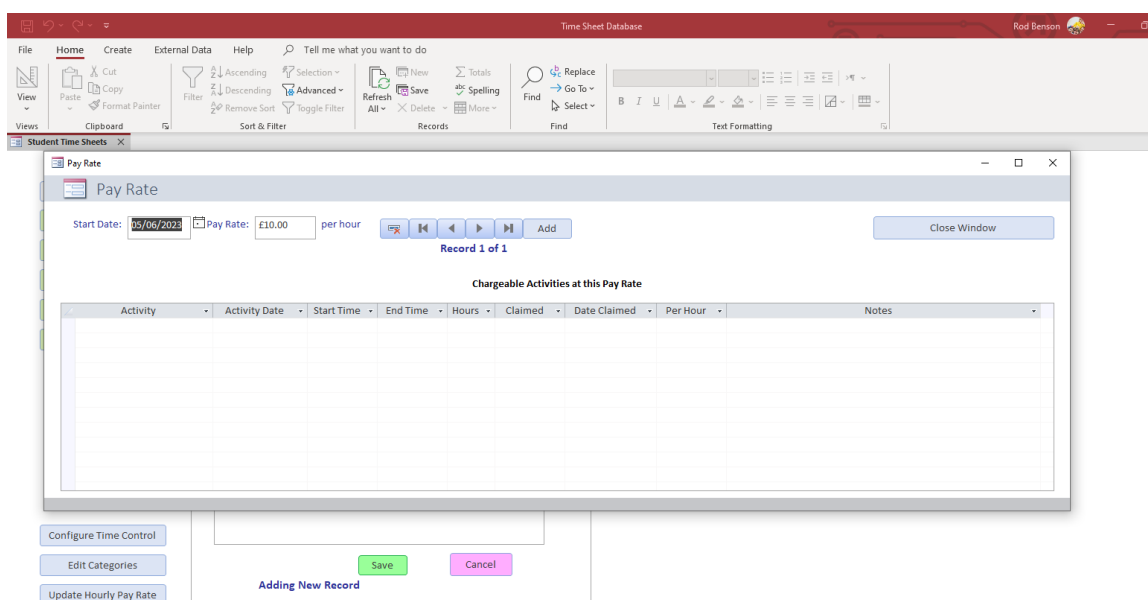 Time Sheet Database
Rod Benson
File Home Create External Data Help Tell me what you want to do
View
Views
Paste
Cut
Copy
Format Painter
Clipboard
Filter
Ascending
Descending
Remove Sort
Selection
Advanced
Toggle Filter
Sort & Filter
Refresh
All
New
Save
Delete
Totals
Spelling
More
Records
Find
Replace
Go To
Select
Find
B I U A
Text Formatting
Student Time Sheets
Pay Rate
Pay Rate
Start Date: 05/06/2023 Pay Rate: £10.00 per hour Add Close Window
Record 1 of 1
Chargeable Activities at this Pay Rate
Activity Activity Date Start Time End Time Hours Claimed Date Claimed Per Hour Notes
Configure Time Control
Edit Categories
Update Hourly Pay Rate
Save Cancel
Adding New Record